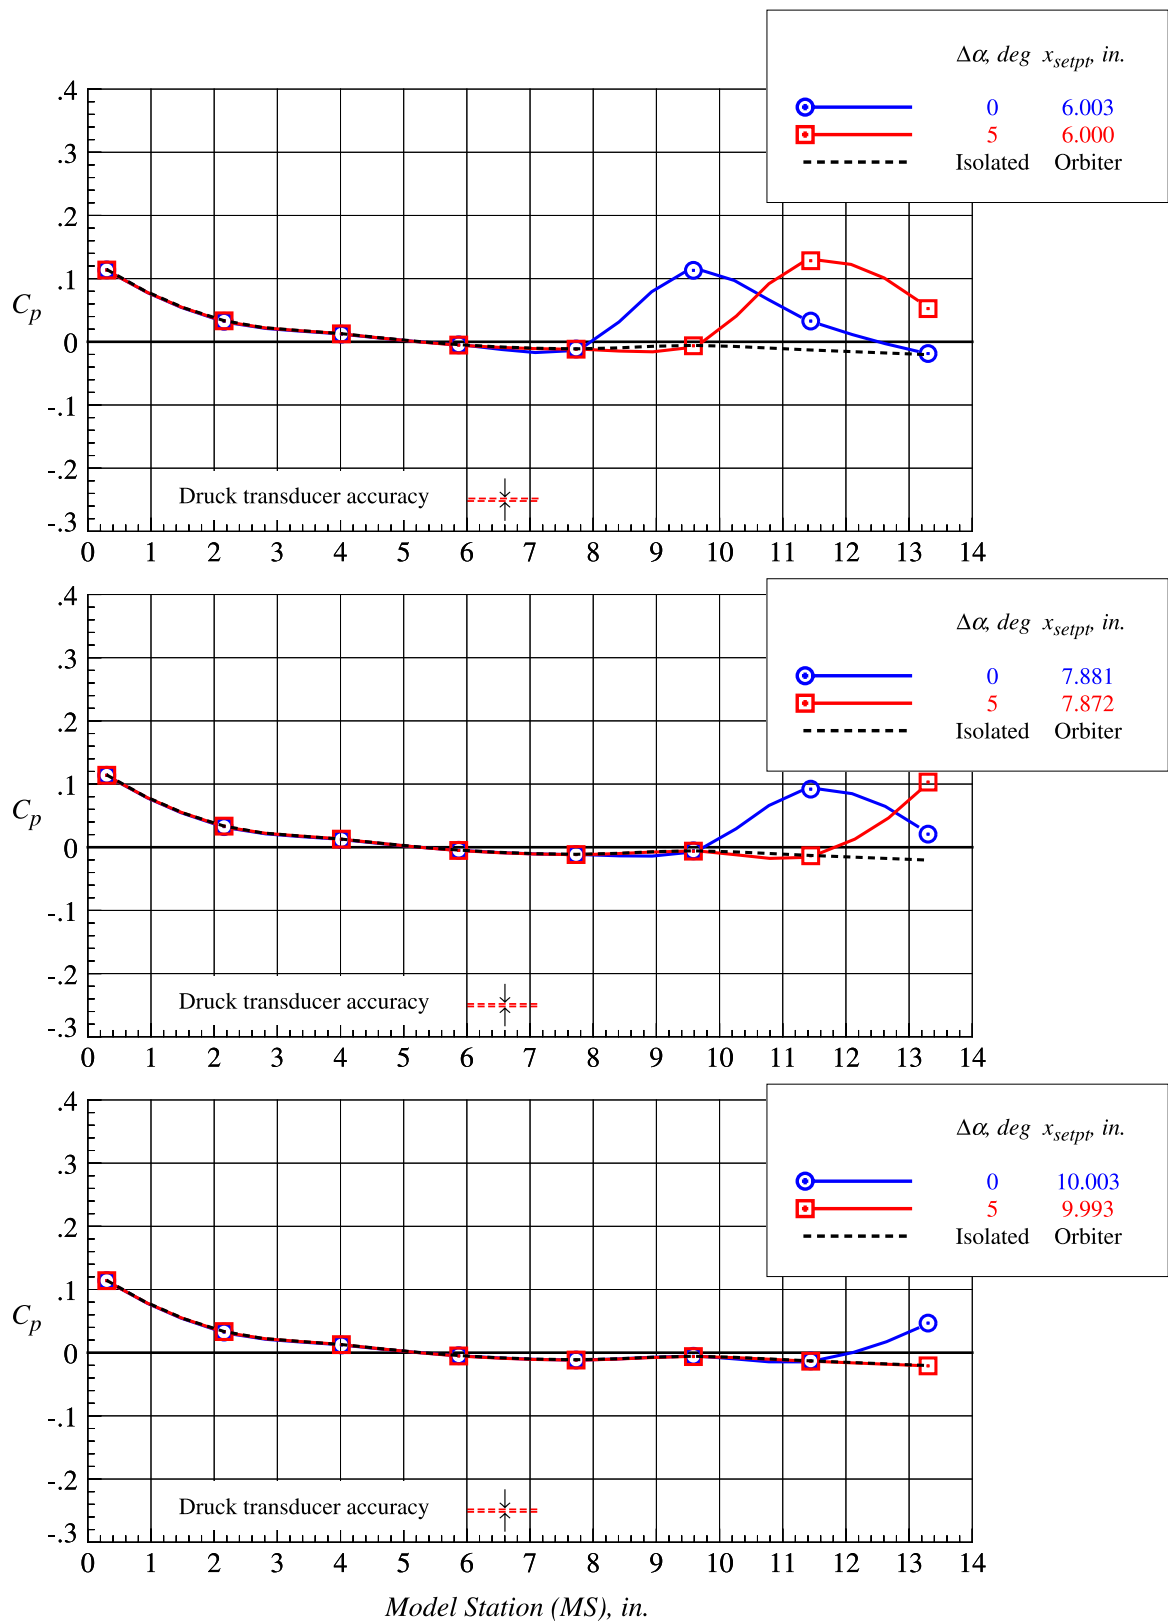 Δα, deg x_setpt, in.
0 6.003
5 6.000
Isolated Orbiter
.4
.3
.2
.1
0
-.1
-.2
-.3
C_p
Druck transducer accuracy
0 1 2 3 4 5 6 7 8 9 10 11 12 13 14
Δα, deg x_setpt, in.
0 7.881
5 7.872
Isolated Orbiter
.4
.3
.2
.1
0
-.1
-.2
-.3
C_p
Druck transducer accuracy
0 1 2 3 4 5 6 7 8 9 10 11 12 13 14
Δα, deg x_setpt, in.
0 10.003
5 9.993
Isolated Orbiter
.4
.3
.2
.1
0
-.1
-.2
-.3
C_p
Druck transducer accuracy
0 1 2 3 4 5 6 7 8 9 10 11 12 13 14
Model Station (MS), in.